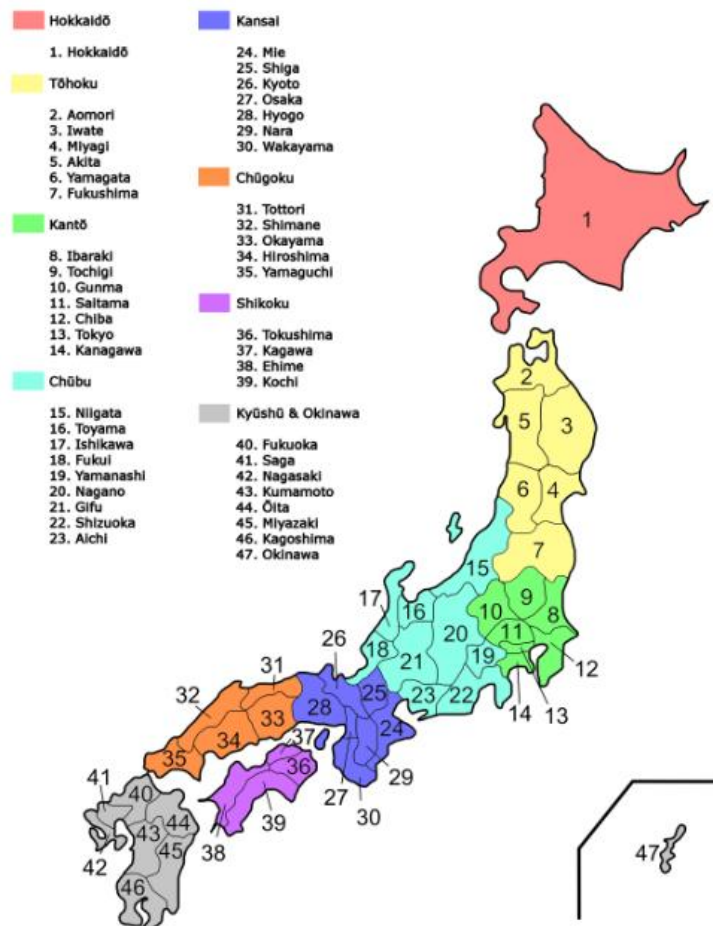 Hokkaidō
1. Hokkaidō
Tōhoku
2. Aomori
3. Iwate
4. Miyagi
5. Akita
6. Yamagata
7. Fukushima
Kantō
8. Ibaraki
9. Tochigi
10. Gunma
11. Saitama
12. Chiba
13. Tokyo
14. Kanagawa
Chūbu
15. Niigata
16. Toyama
17. Ishikawa
18. Fukui
19. Yamanashi
20. Nagano
21. Gifu
22. Shizuoka
23. Aichi
Kansai
24. Mie
25. Shiga
26. Kyoto
27. Osaka
28. Hyogo
29. Nara
30. Wakayama
Chūgoku
31. Tottori
32. Shimane
33. Okayama
34. Hiroshima
35. Yamaguchi
Shikoku
36. Tokushima
37. Kagawa
38. Ehime
39. Kochi
Kyūshū & Okinawa
40. Fukuoka
41. Saga
42. Nagasaki
43. Kumamoto
44. Ōita
45. Miyazaki
46. Kagoshima
47. Okinawa
1
2
5
3
6
4
7
15
9
17
16
10
8
20
11
26
18
21
19
12
31
25
14
13
32
28
23
22
33
24
34
37
35
36
29
41
40
27
30
39
44
43
42
38
45
46
47